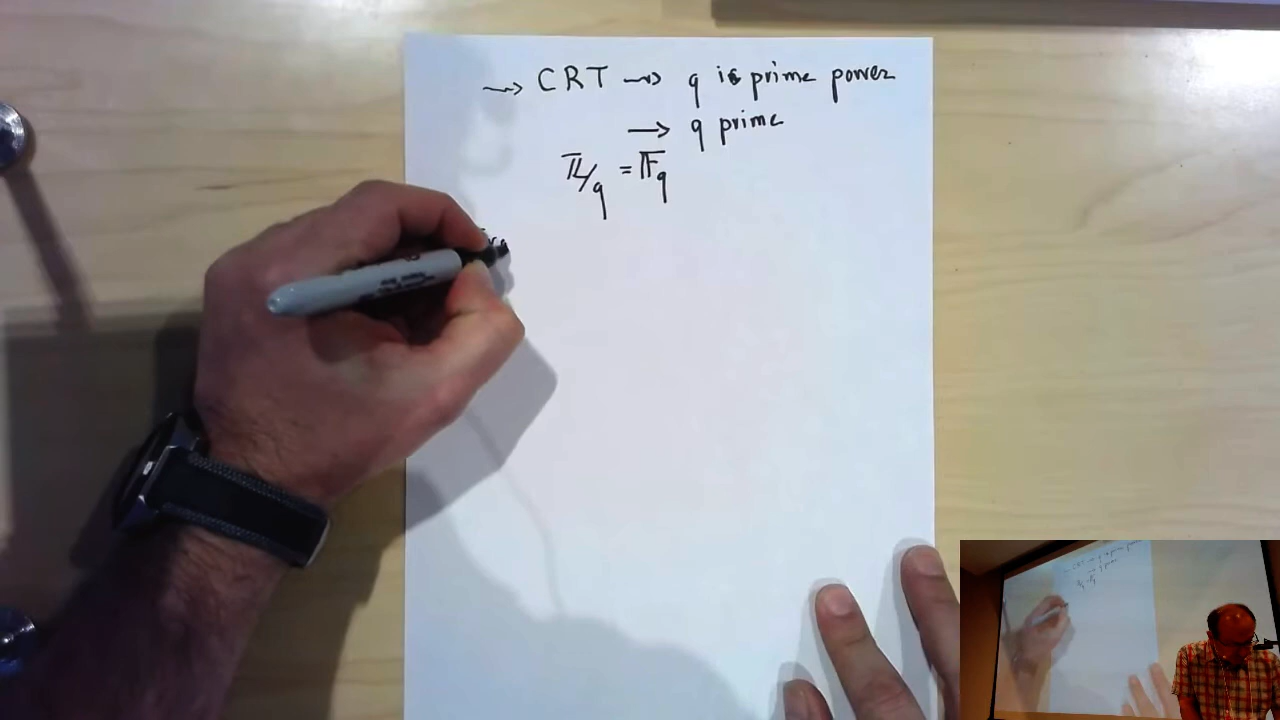 ⇝ CRT ⇝ q is prime power
→ q prime
ℤ/q = 𝔽q